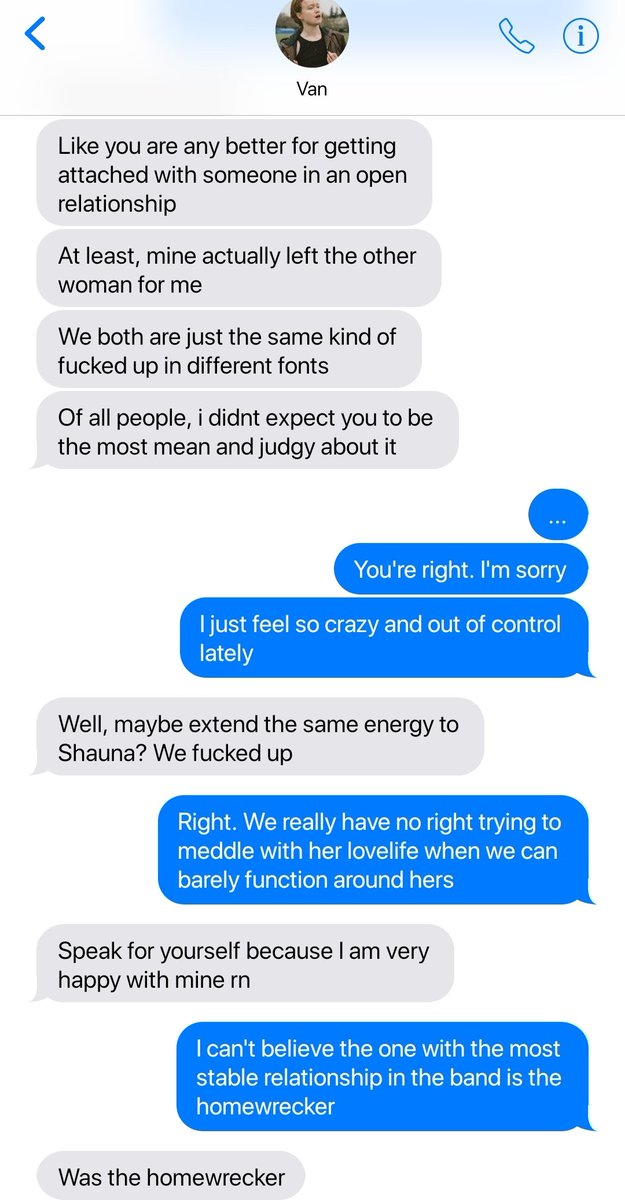 Van
Like you are any better for getting
attached with someone in an open
relationship
At least, mine actually left the other
woman for me
We both are just the same kind of
fucked up in different fonts
Of all people, i didnt expect you to be
the most mean and judgy about it
...
You're right. I'm sorry
I just feel so crazy and out of control
lately
Well, maybe extend the same energy to
Shauna? We fucked up
Right. We really have no right trying to
meddle with her lovelife when we can
barely function around hers
Speak for yourself because I am very
happy with mine rn
I can't believe the one with the most
stable relationship in the band is the
homewrecker
Was the homewrecker